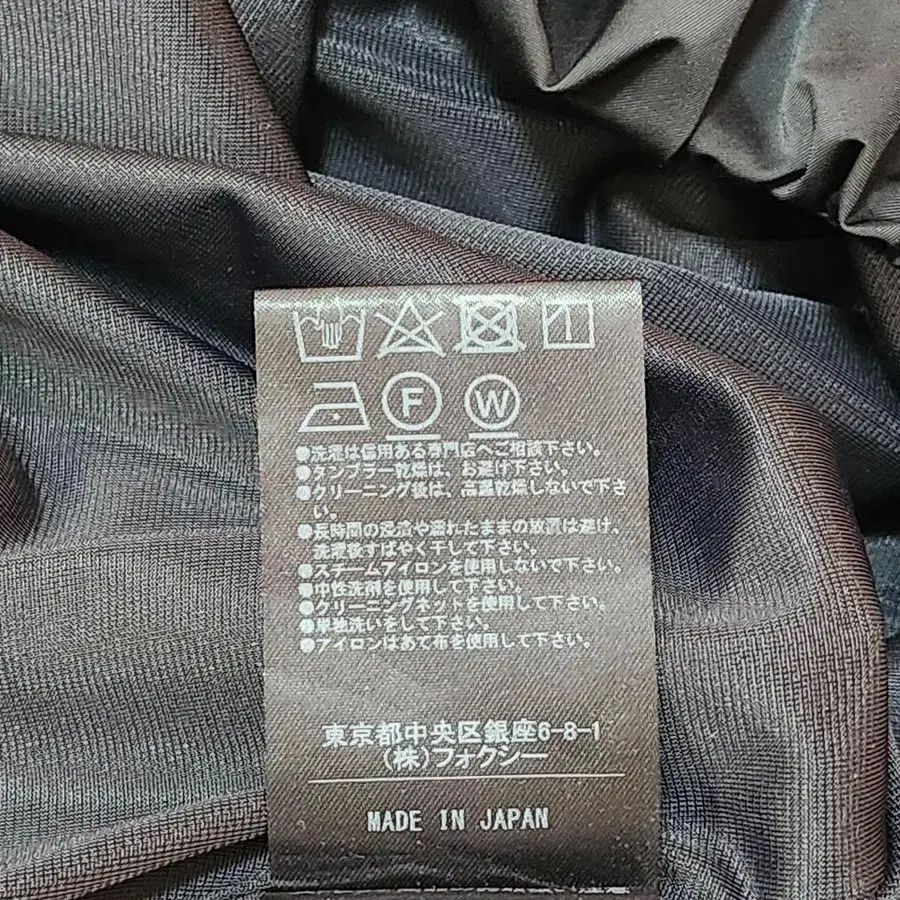 F W
●洗濯は信用ある専門店へご相談下さい。
●タンブラー乾燥は、お避け下さい。
●クリーニング後は、高温乾燥しないで下さ
い。
●長時間の浸漬や濡れたままの放置は避け、
洗濯後すばやく干して下さい。
●スチームアイロンを使用しないで下さい。
●中性洗剤を使用して下さい。
●クリーニングネットを使用して下さい。
●単独洗いをして下さい。
●アイロンはあて布を使用して下さい。
東京都中央区銀座6-8-1
(株)フォクシー
MADE IN JAPAN